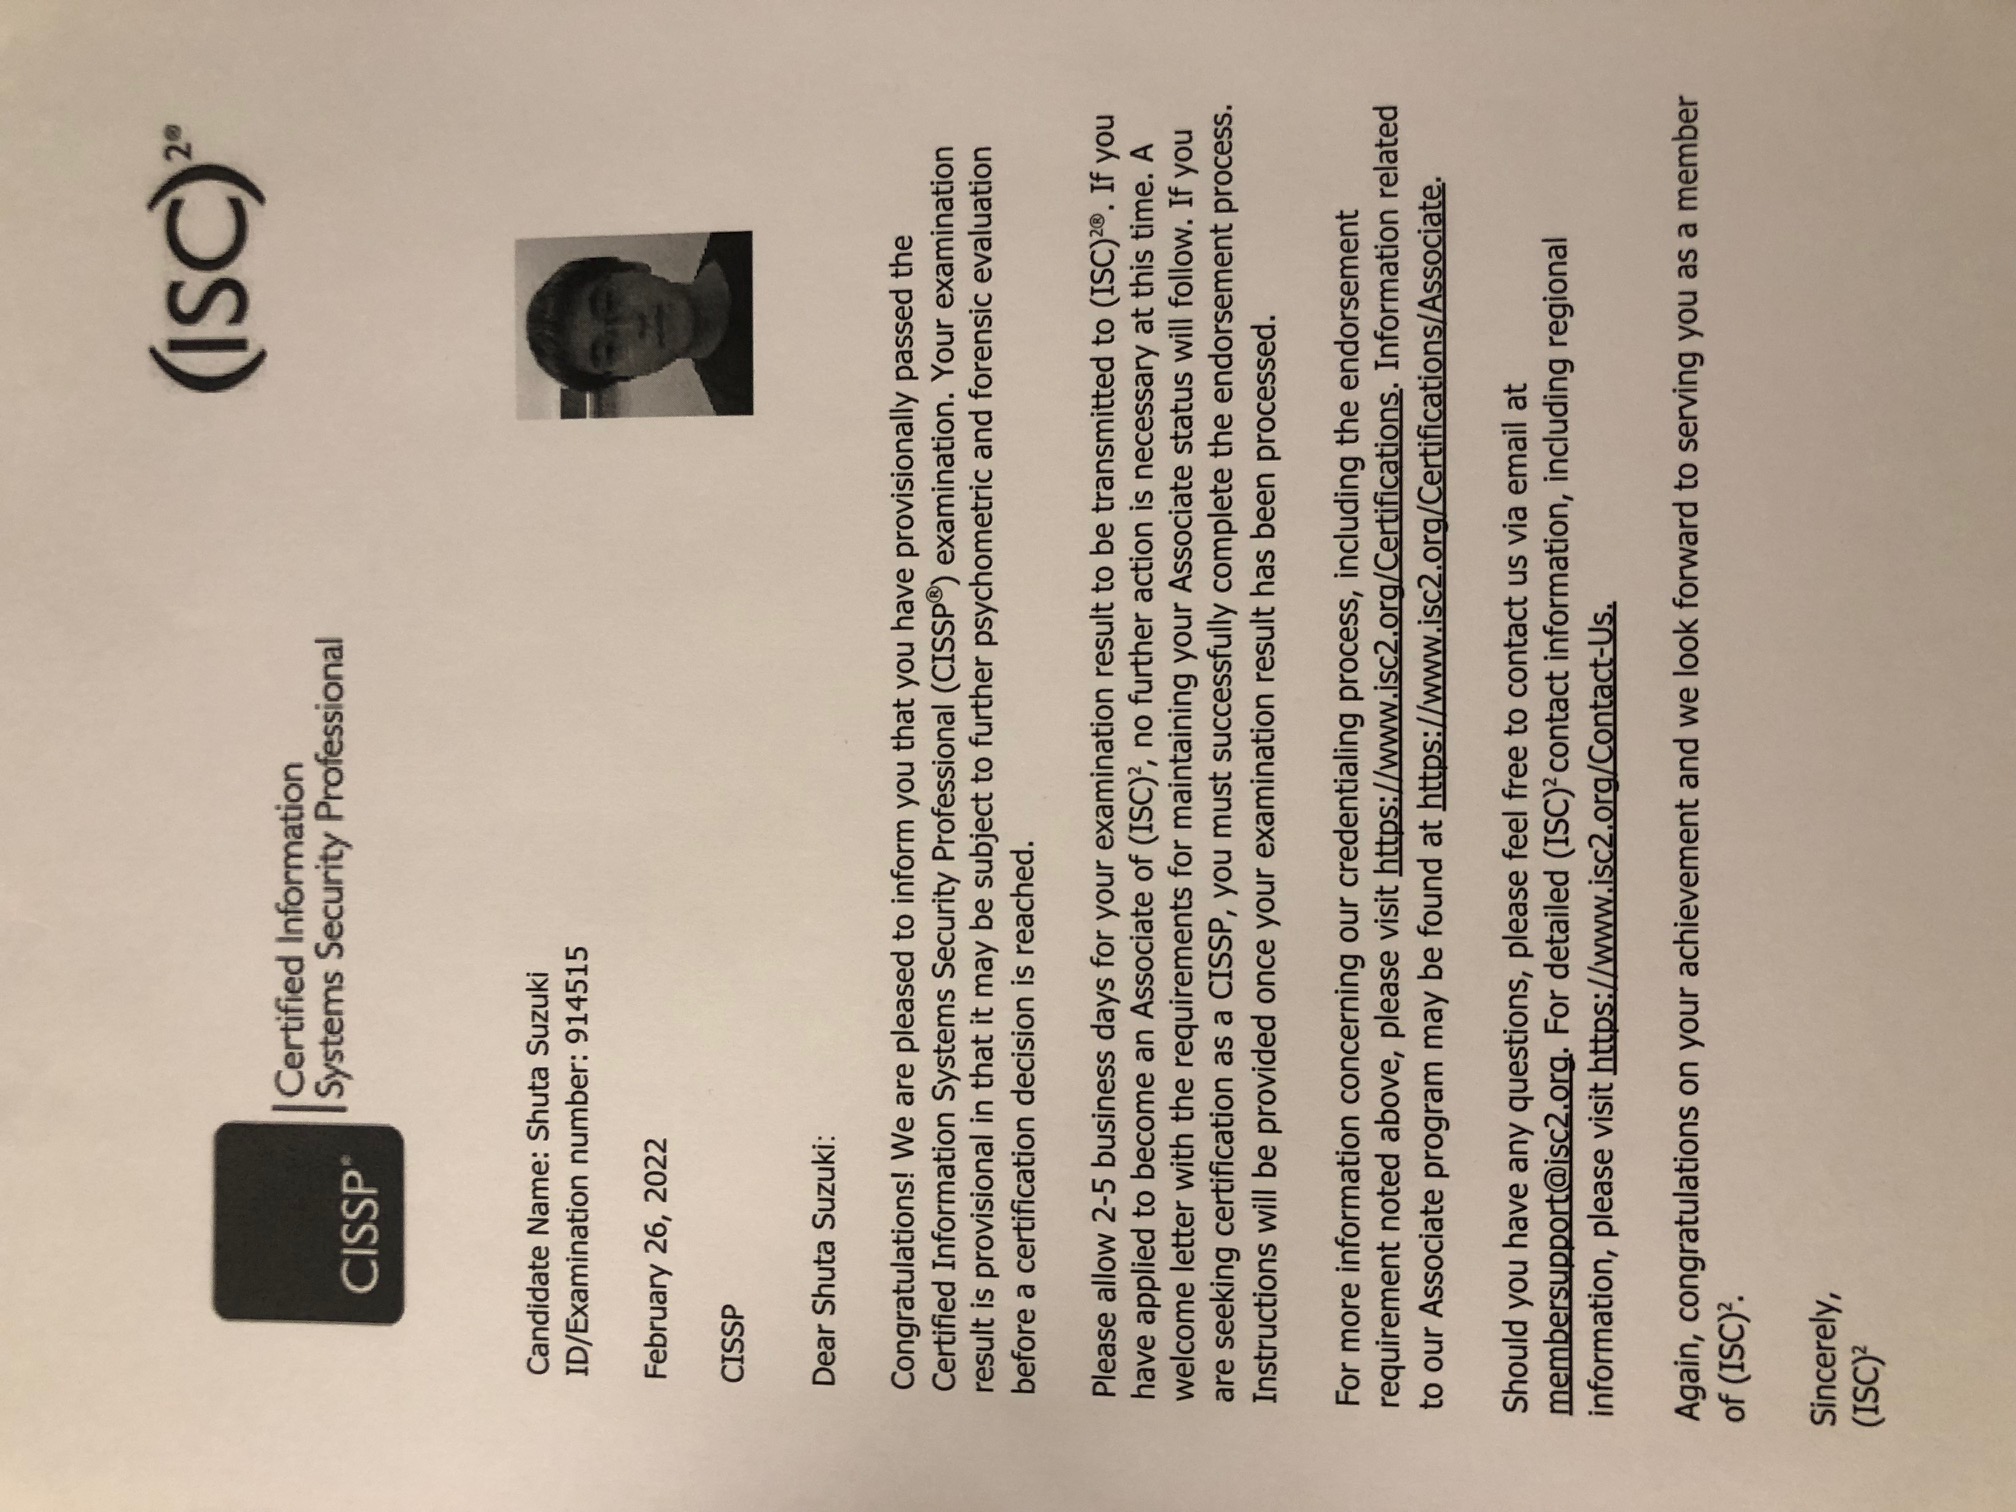 (ISC)²®
CISSP®
Certified Information
Systems Security Professional
Candidate Name: Shuta Suzuki
ID/Examination number: 914515
February 26, 2022
CISSP
Dear Shuta Suzuki:
Congratulations! We are pleased to inform you that you have provisionally passed the
Certified Information Systems Security Professional (CISSP®) examination. Your examination
result is provisional in that it may be subject to further psychometric and forensic evaluation
before a certification decision is reached.
Please allow 2-5 business days for your examination result to be transmitted to (ISC)²®. If you
have applied to become an Associate of (ISC)², no further action is necessary at this time. A
welcome letter with the requirements for maintaining your Associate status will follow. If you
are seeking certification as a CISSP, you must successfully complete the endorsement process.
Instructions will be provided once your examination result has been processed.
For more information concerning our credentialing process, including the endorsement
requirement noted above, please visit https://www.isc2.org/Certifications. Information related
to our Associate program may be found at https://www.isc2.org/Certifications/Associate.
Should you have any questions, please feel free to contact us via email at
membersupport@isc2.org. For detailed (ISC)² contact information, including regional
information, please visit https://www.isc2.org/Contact-Us.
Again, congratulations on your achievement and we look forward to serving you as a member
of (ISC)².
Sincerely,
(ISC)²